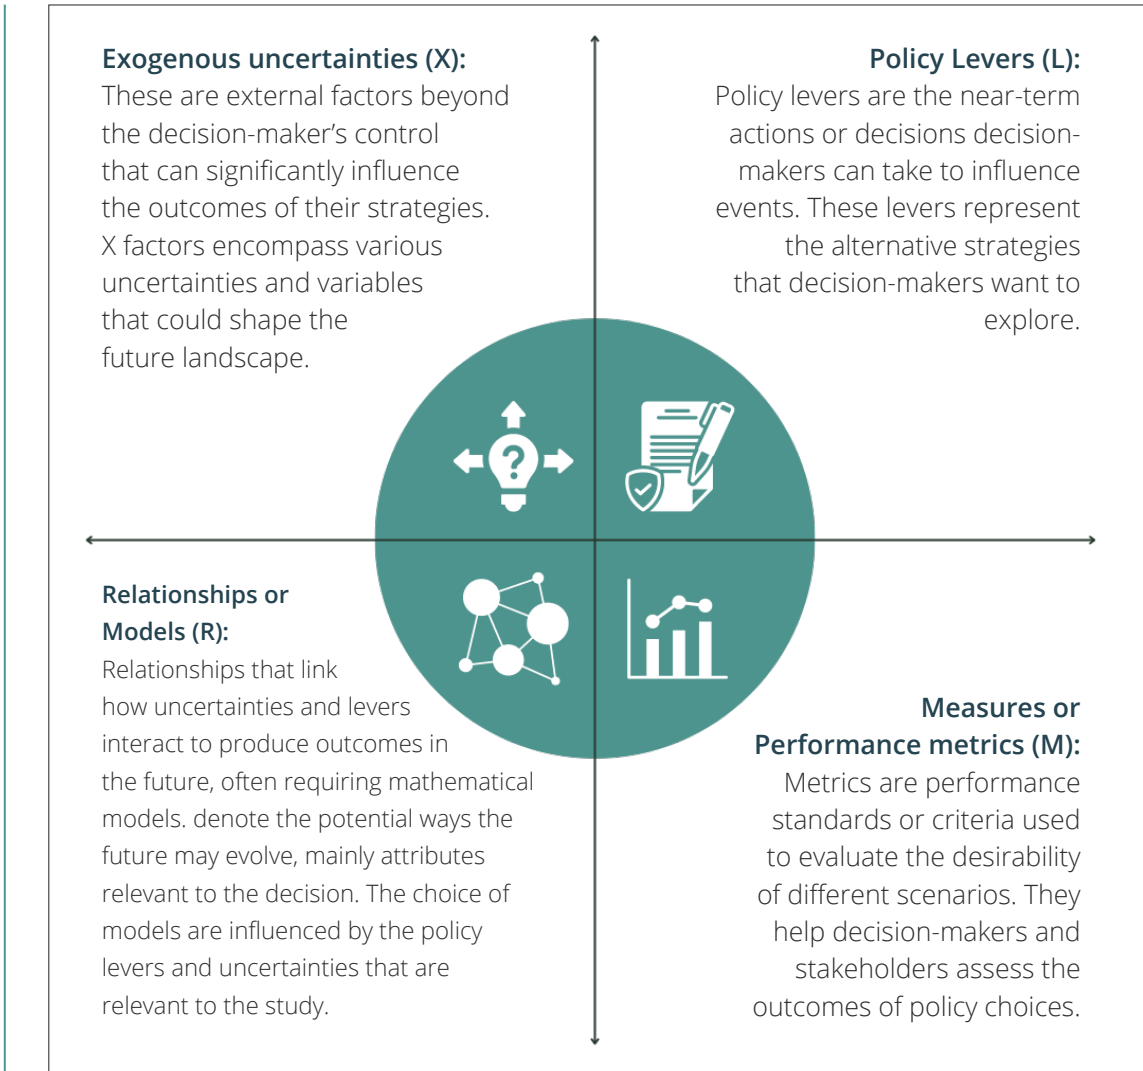 Exogenous uncertainties (X):
These are external factors beyond
the decision-maker's control
that can significantly influence
the outcomes of their strategies.
X factors encompass various
uncertainties and variables
that could shape the
future landscape.
Policy Levers (L):
Policy levers are the near-term
actions or decisions decision-
makers can take to influence
events. These levers represent
the alternative strategies
that decision-makers want to
explore.
?
Relationships or
Models (R):
Relationships that link
how uncertainties and levers
interact to produce outcomes in
the future, often requiring mathematical
models. denote the potential ways the
future may evolve, mainly attributes
relevant to the decision. The choice of
models are influenced by the policy
levers and uncertainties that are
relevant to the study.
Measures or
Performance metrics (M):
Metrics are performance
standards or criteria used
to evaluate the desirability
of different scenarios. They
help decision-makers and
stakeholders assess the
outcomes of policy choices.